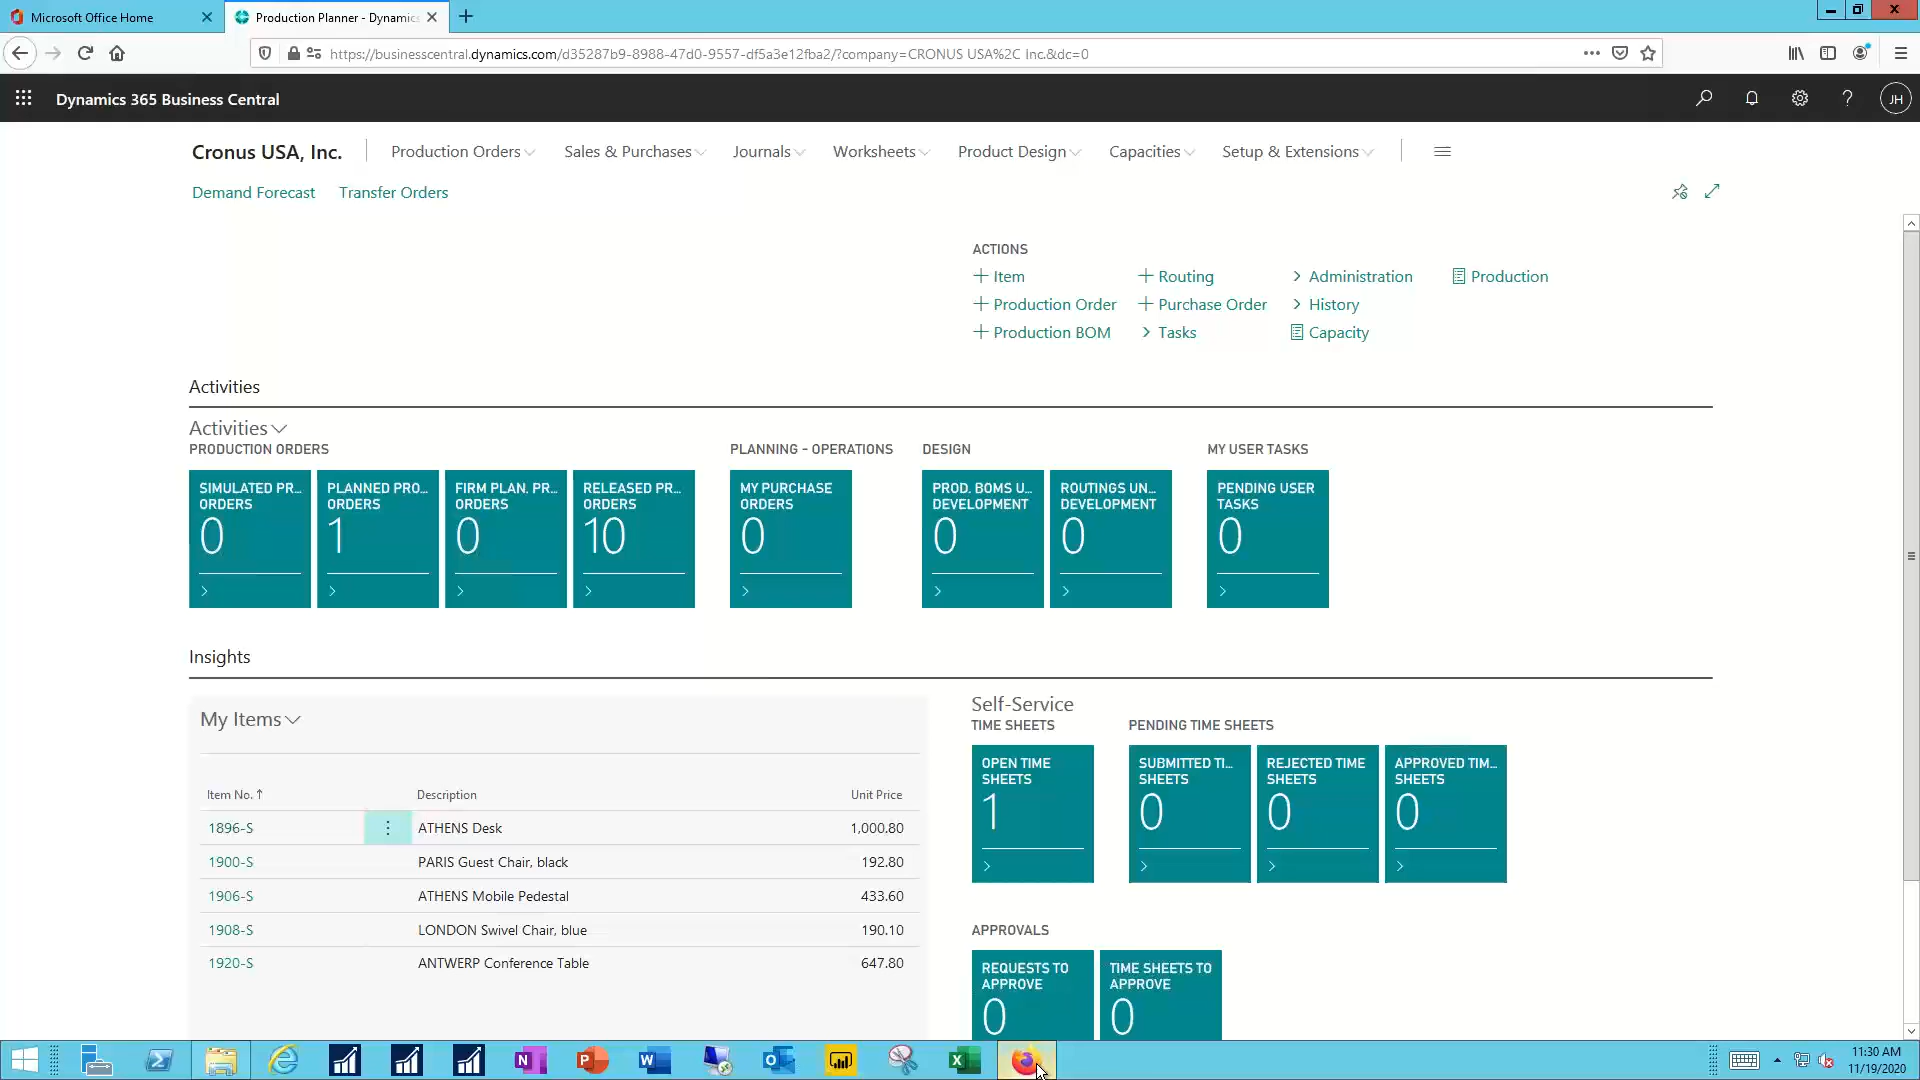 Microsoft Office Home
Production Planner - Dynamics
https://businesscentral.dynamics.com/d35287b9-8988-47d0-9557-df5a3e12fba2/?company=CRONUS USA%2C Inc.&dc=0
Dynamics 365 Business Central
JH
Cronus USA, Inc.
Production Orders
Sales & Purchases
Journals
Worksheets
Product Design
Capacities
Setup & Extensions
Demand Forecast
Transfer Orders
ACTIONS
Item
Routing
Administration
Production
Production Order
Purchase Order
History
Production BOM
Tasks
Capacity
Activities
Activities
PRODUCTION ORDERS
PLANNING - OPERATIONS
DESIGN
MY USER TASKS
SIMULATED PR...
ORDERS
0
PLANNED PRO...
ORDERS
1
FIRM PLAN. PR...
ORDERS
0
RELEASED PR...
ORDERS
10
MY PURCHASE
ORDERS
0
PROD. BOMS U...
DEVELOPMENT
0
ROUTINGS UN...
DEVELOPMENT
0
PENDING USER
TASKS
0
Insights
My Items
Item No. ↑
Description
Unit Price
1896-S
ATHENS Desk
1,000.80
1900-S
PARIS Guest Chair, black
192.80
1906-S
ATHENS Mobile Pedestal
433.60
1908-S
LONDON Swivel Chair, blue
190.10
1920-S
ANTWERP Conference Table
647.80
Self-Service
TIME SHEETS
PENDING TIME SHEETS
OPEN TIME
SHEETS
1
SUBMITTED TI...
SHEETS
0
REJECTED TIME
SHEETS
0
APPROVED TIM...
SHEETS
0
APPROVALS
REQUESTS TO
APPROVE
0
TIME SHEETS TO
APPROVE
0
11:30 AM
11/19/2020